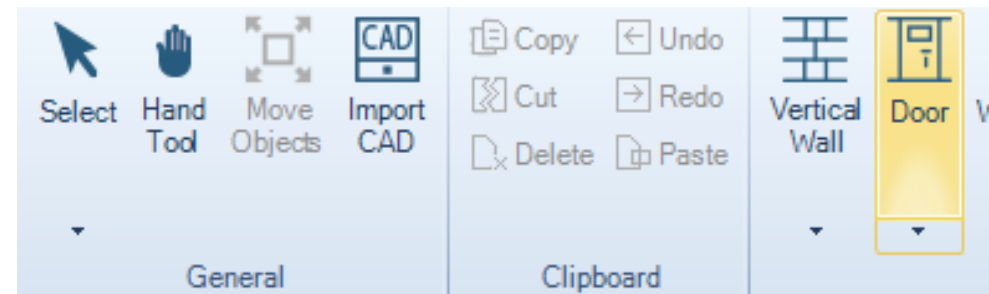 CAD
Select
Hand
Tool
Move
Objects
Import
CAD
General
Copy
Undo
Cut
Redo
Delete
Paste
Clipboard
Vertical
Wall
Door